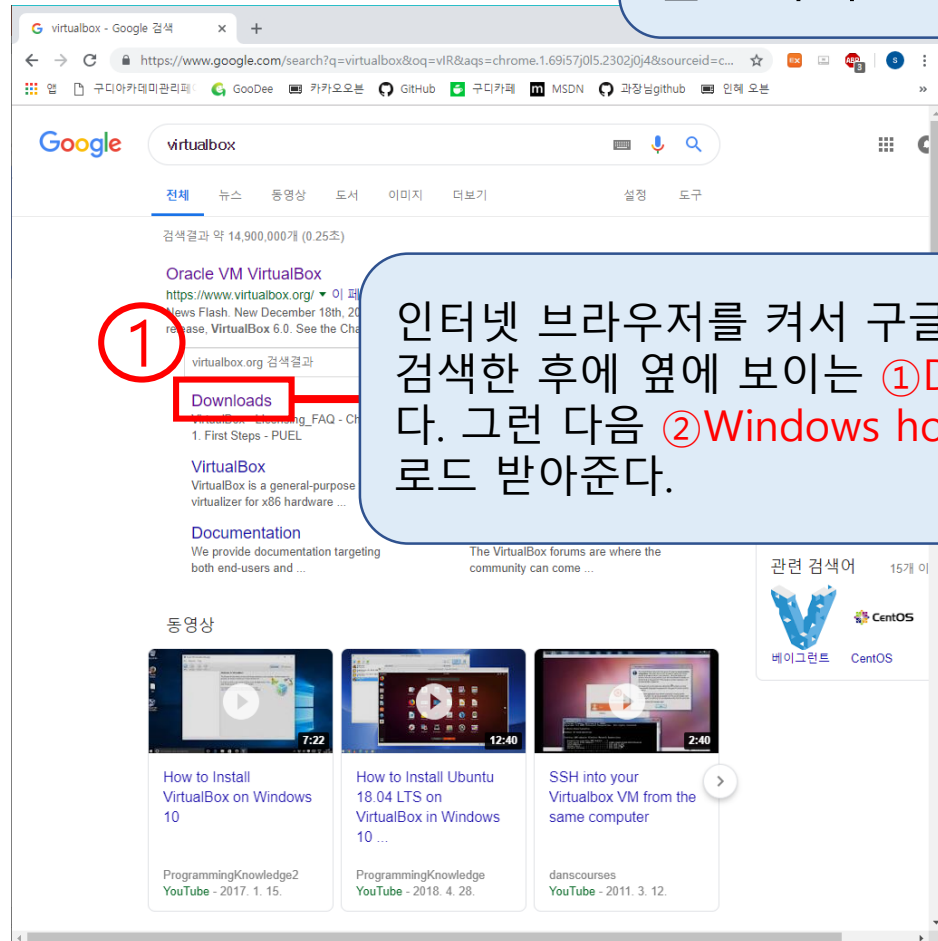 virtualbox - Google 검색
https://www.google.com/search?q=virtualbox&oq=vIR&aqs=chrome.1.69i57j0l5.2302j0j4&sourceid=c...
앱 구디아카데미관리페 GooDee 카카오오븐 GitHub 구디카페 MSDN 과장님github 인혜 오븐 »
Google virtualbox
전체 뉴스 동영상 도서 이미지 더보기 설정 도구
검색결과 약 14,900,000개 (0.25초)
Oracle VM VirtualBox
https://www.virtualbox.org/ ▼ 이 페
News Flash. New December 18th, 20
release, VirtualBox 6.0. See the Cha
virtualbox.org 검색결과
①
Downloads
VirtualBox - Licensing_FAQ - Ch
1. First Steps - PUEL
VirtualBox
VirtualBox is a general-purpose
virtualizer for x86 hardware ...
Documentation
We provide documentation targeting
both end-users and ...
The VirtualBox forums are where the
community can come ...
인터넷 브라우저를 켜서 구글
검색한 후에 옆에 보이는 ①D
다. 그런 다음 ②Windows ho
로드 받아준다.
관련 검색어 15개 이
베이그런트
CentOS
CentOS
동영상
7:22
12:40
2:40
How to Install
VirtualBox on Windows
10
ProgrammingKnowledge2
YouTube - 2017. 1. 15.
How to Install Ubuntu
18.04 LTS on
VirtualBox in Windows
10 ...
ProgrammingKnowledge
YouTube - 2018. 4. 28.
SSH into your
Virtualbox VM from the
same computer
danscourses
YouTube - 2011. 3. 12.